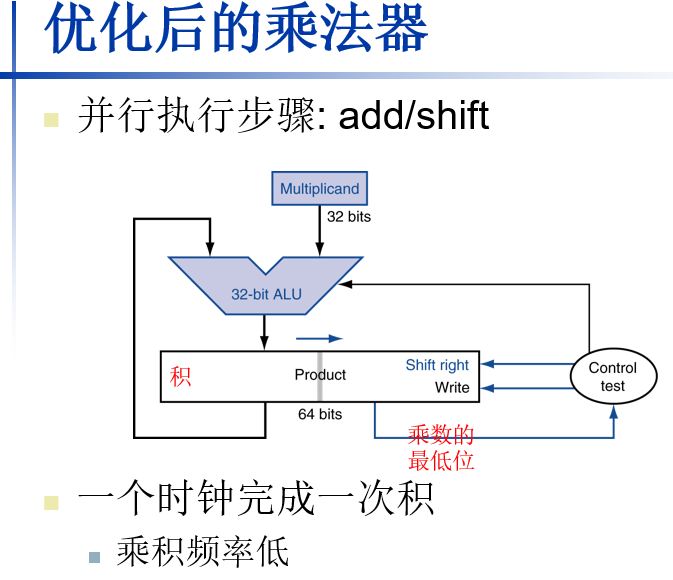 优化后的乘法器
并行执行步骤: add/shift
Multiplicand
32 bits
32-bit ALU
积
Product
Shift right
Write
Control
test
64 bits
乘数的
最低位
一个时钟完成一次积
乘积频率低